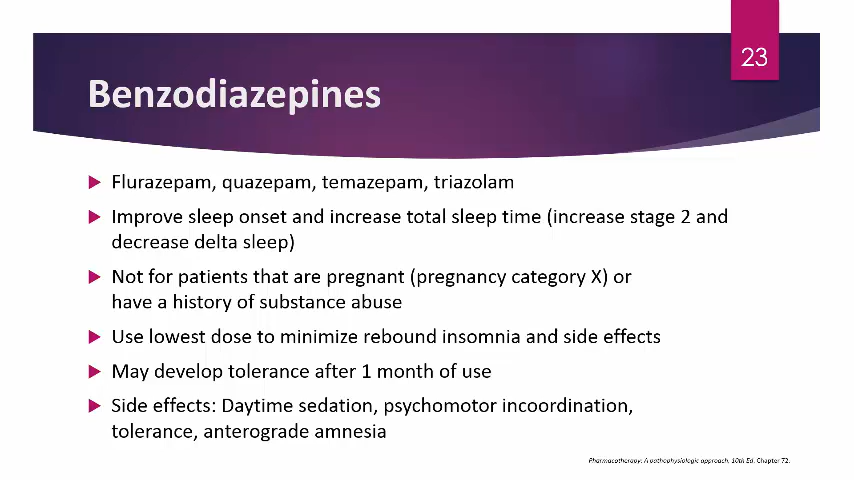 23
Benzodiazepines
Flurazepam, quazepam, temazepam, triazolam
Improve sleep onset and increase total sleep time (increase stage 2 and
decrease delta sleep)
Not for patients that are pregnant (pregnancy category X) or
have a history of substance abuse
Use lowest dose to minimize rebound insomnia and side effects
May develop tolerance after 1 month of use
Side effects: Daytime sedation, psychomotor incoordination,
tolerance, anterograde amnesia
Pharmacotherapy: A pathophysiologic approach, 10th Ed. Chapter 72.